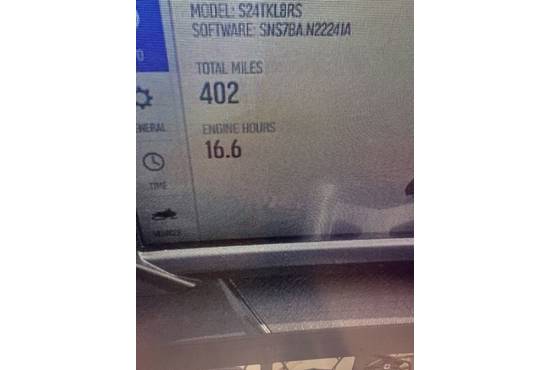 MODEL: S24TKL8RS
SOFTWARE: SNS7BA.N22241A
TOTAL MILES
402
ENGINE HOURS
16.6
GENERAL
TIME